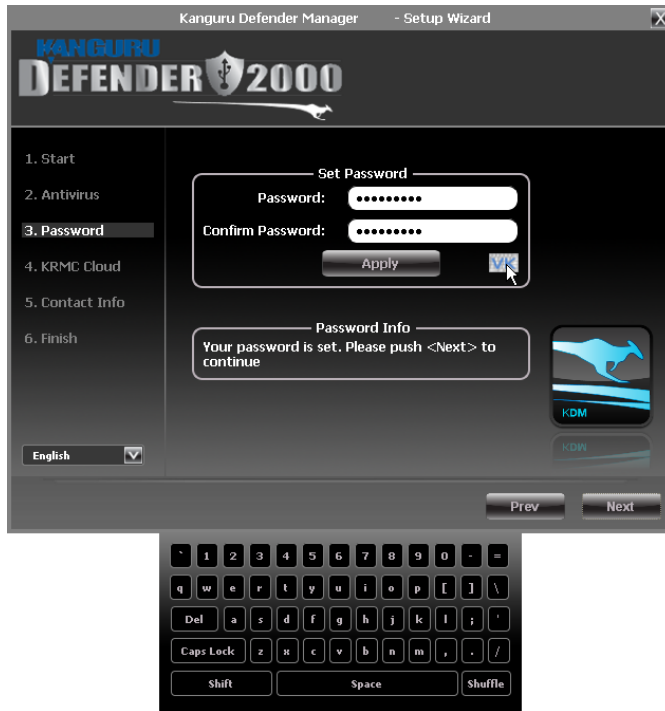 Kanguru Defender Manager - Setup Wizard X
KANGURU
DEFENDER 2000
1. Start
2. Antivirus
3. Password
4. KRMC Cloud
5. Contact Info
6. Finish
English
Set Password
Password: •••••••••
Confirm Password: •••••••••
Apply VK
Password Info
Your password is set. Please push <Next> to
continue
KDM
KDM
Prev Next
` 1 2 3 4 5 6 7 8 9 0 - =
q w e r t y u i o p [ ] \
Del a s d f g h j k l ; '
Caps Lock z x c v b n m , . /
Shift Space Shuffle